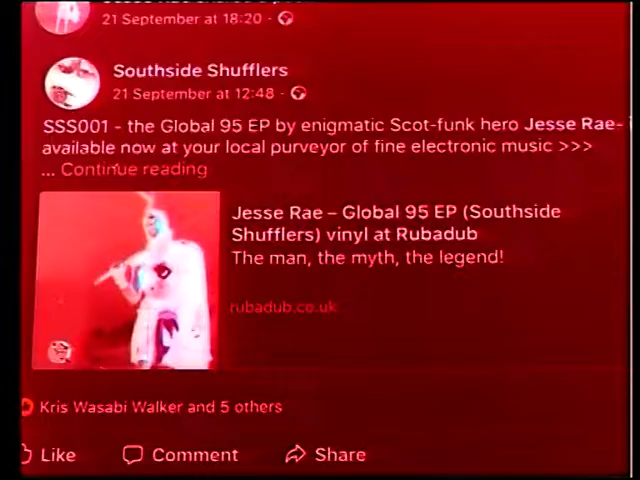 21 September at 18:20 ·
Southside Shufflers
21 September at 12:48 ·
SSS001 - the Global 95 EP by enigmatic Scot-funk hero Jesse Rae-
available now at your local purveyor of fine electronic music >>>
... Continue reading
Jesse Rae – Global 95 EP (Southside
Shufflers) vinyl at Rubadub
The man, the myth, the legend!
rubadub.co.uk
Kris Wasabi Walker and 5 others
Like Comment Share